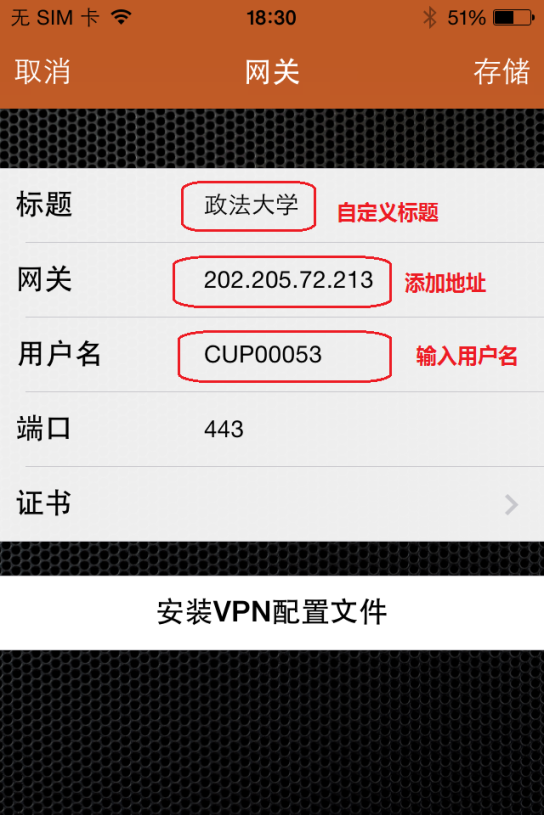 无 SIM 卡 18:30 51%
取消 网关 存储
标题 政法大学 自定义标题
网关 202.205.72.213 添加地址
用户名 CUP00053 输入用户名
端口 443
证书
安装VPN配置文件